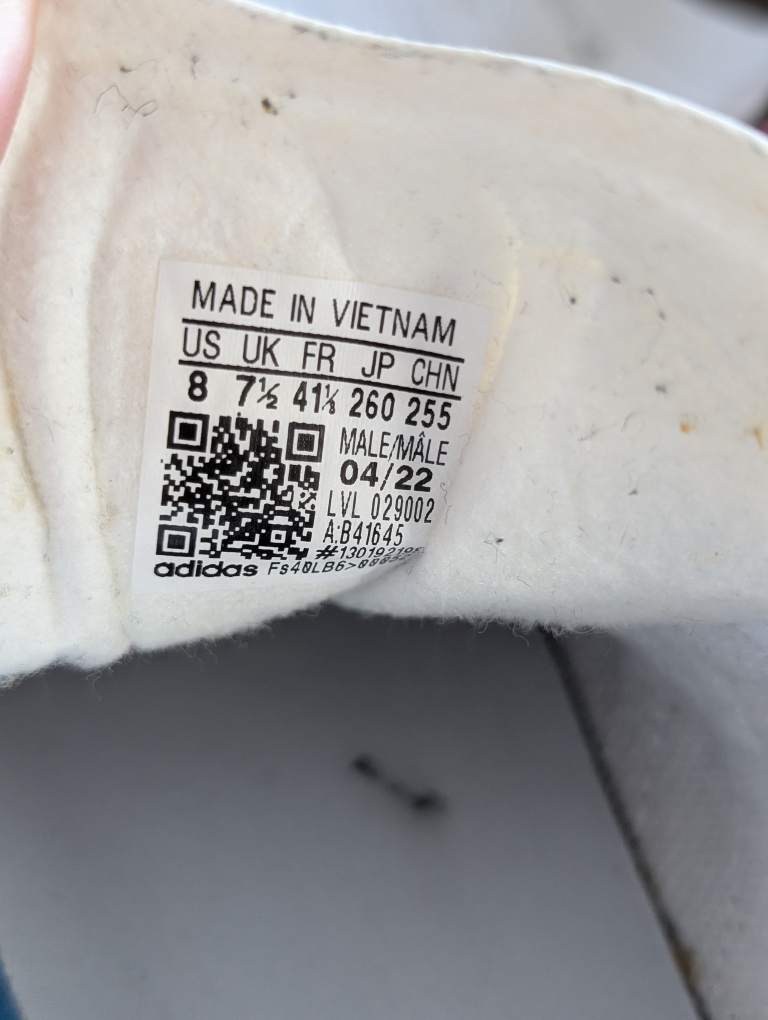 MADE IN VIETNAM
US UK FR JP CHN
8 7½ 41⅓ 260 255
MALE/MÂLE
04/22
LVL 029002
A:B41645
adidas